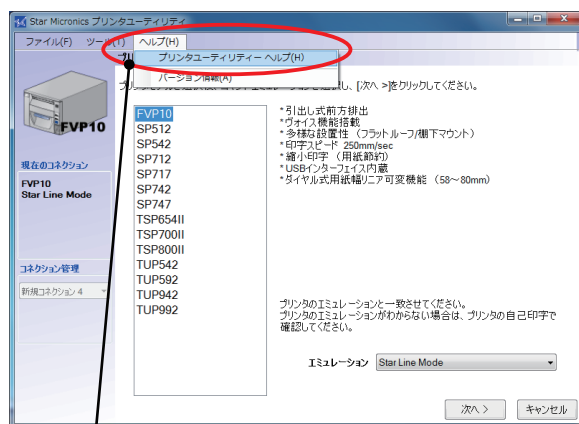 Star Micronics プリンタユーティリティ
ファイル(F) ツール(T) ヘルプ(H)
プリンタユーティリティー ヘルプ(H)
バージョン情報(A)
し、[次へ >]をクリックしてください。
FVP10
現在のコネクション
FVP10
Star Line Mode
コネクション管理
新規コネクション 4
FVP10
SP512
SP542
SP712
SP717
SP742
SP747
TSP654II
TSP700II
TSP800II
TUP542
TUP592
TUP942
TUP992
*引出し式前方排出
*ヴォイス機能搭載
*多様な設置性 (フラットルーフ/棚下マウント)
*印字スピード 250mm/sec
*縮小印字 (用紙節約)
*USBインターフェイス内蔵
*ダイヤル式用紙幅リニア可変機能 (58～80mm)
プリンタのエミュレーションと一致させてください。
プリンタのエミュレーションがわからない場合は、プリンタの自己印字で
確認してください。
エミュレーション Star Line Mode
次へ > キャンセル